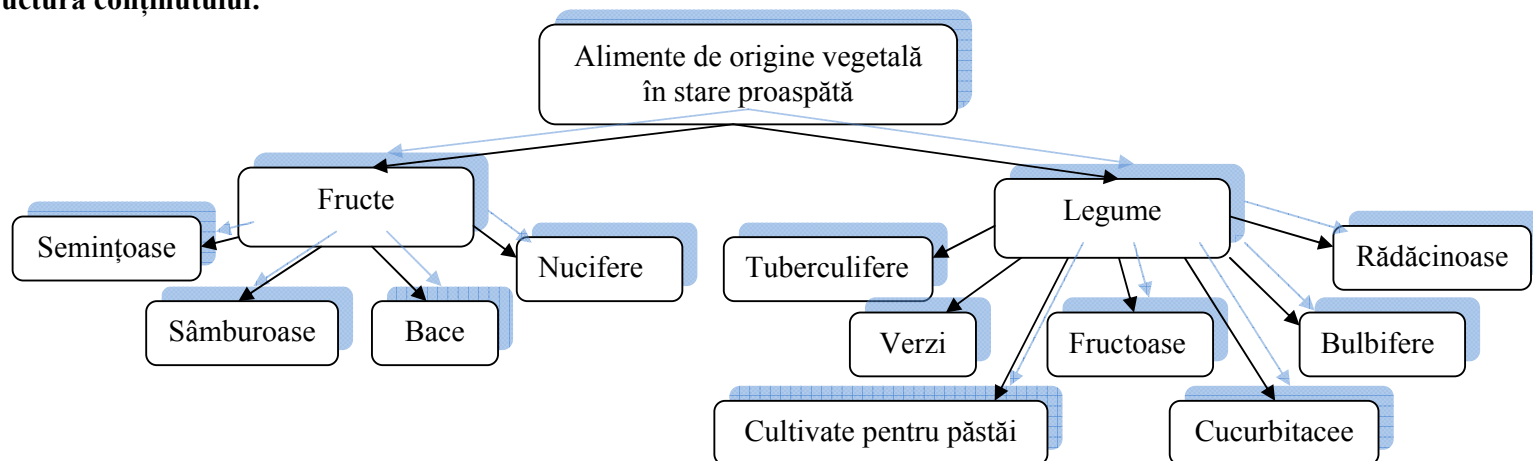 conținutului.
Alimente de origine vegetală
în stare proaspătă
Fructe
Legume
Semințoase
Nucifere
Tuberculifere
Rădăcinoase
Sâmburoase
Bace
Verzi
Fructoase
Bulbifere
Cultivate pentru păstăi
Cucurbitacee